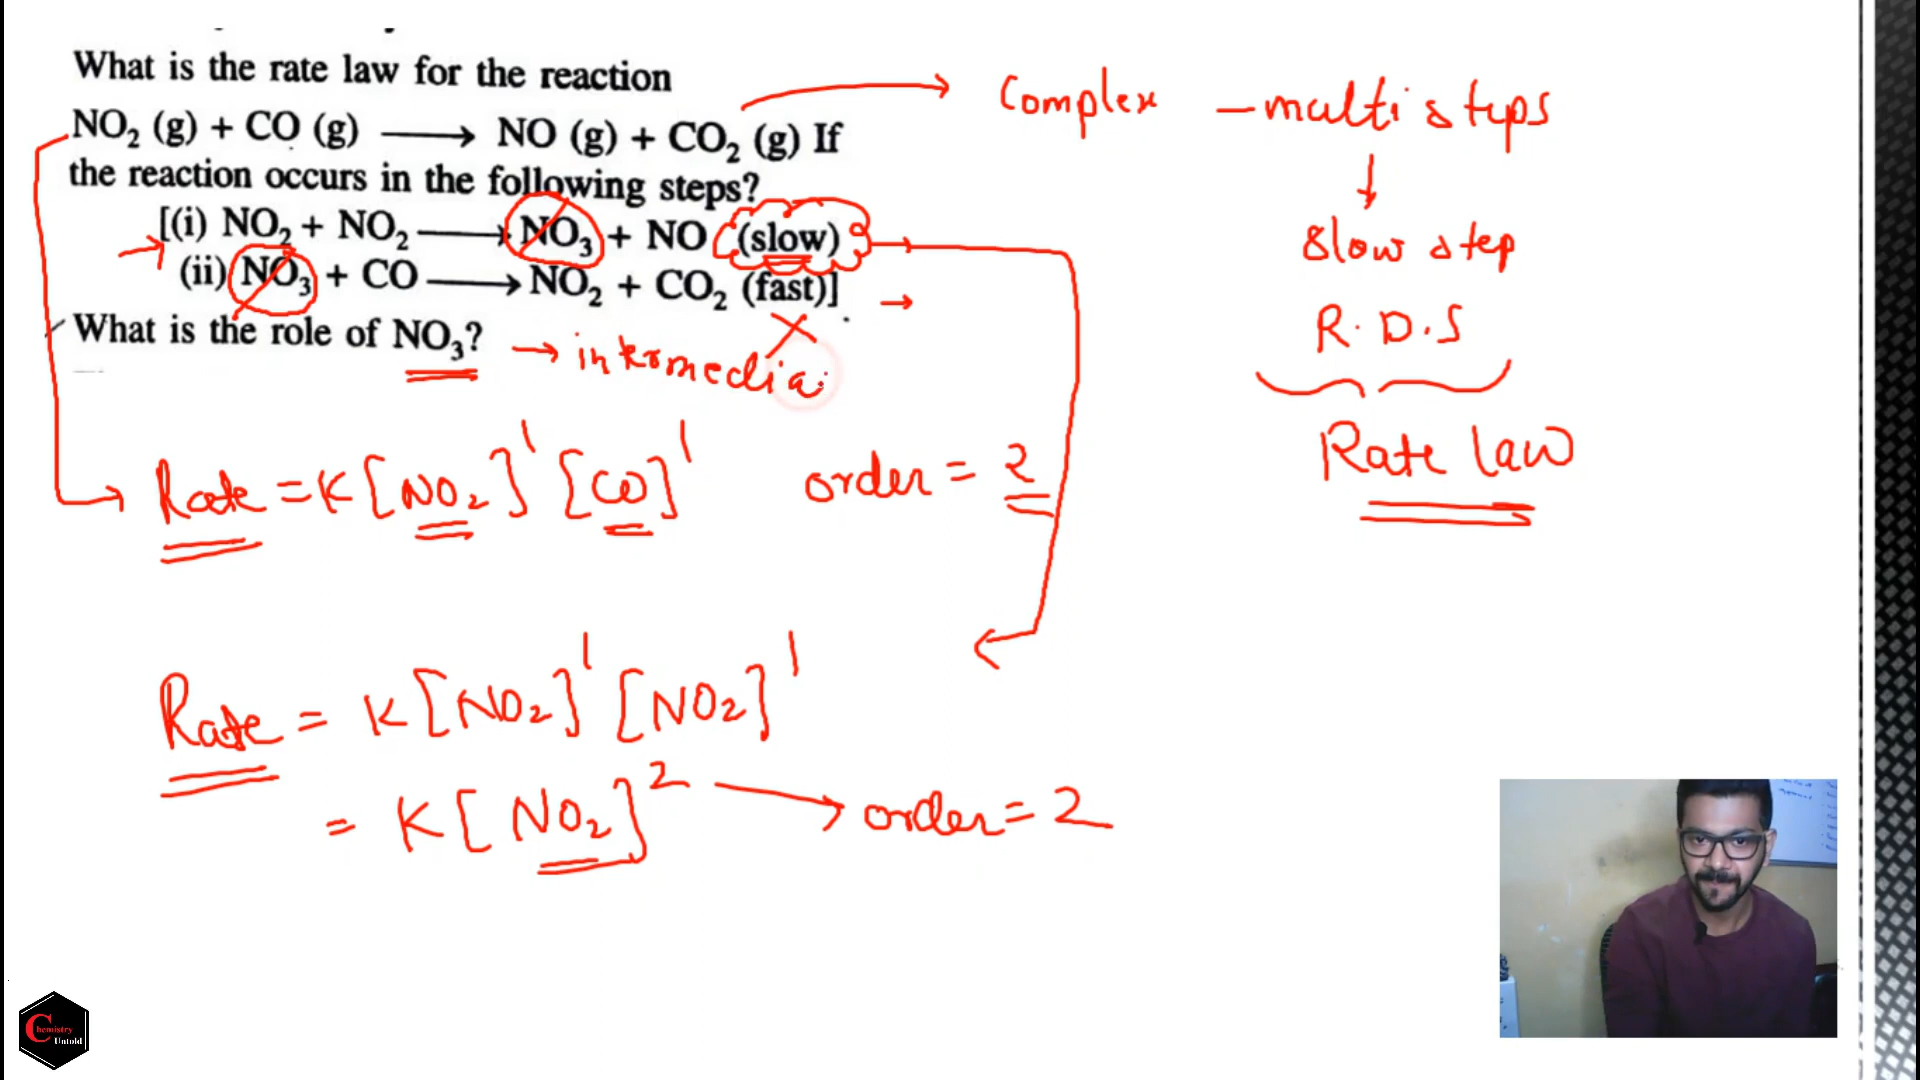 What is the rate law for the reaction
NO₂ (g) + CO (g) ⟶ NO (g) + CO₂ (g) If
the reaction occurs in the following steps?
[(i) NO₂ + NO₂ ⟶ NO₃ + NO (slow)
(ii) NO₃ + CO ⟶ NO₂ + CO₂ (fast)]
What is the role of NO₃? → intermedia
Complex – multi steps
↓
slow step
R.D.S
Rate law
Rate = K[NO₂]¹ [CO]¹ order = 2
Rate = K[NO₂]¹ [NO₂]¹
= K[NO₂]² → order = 2
Chemistry
Untold